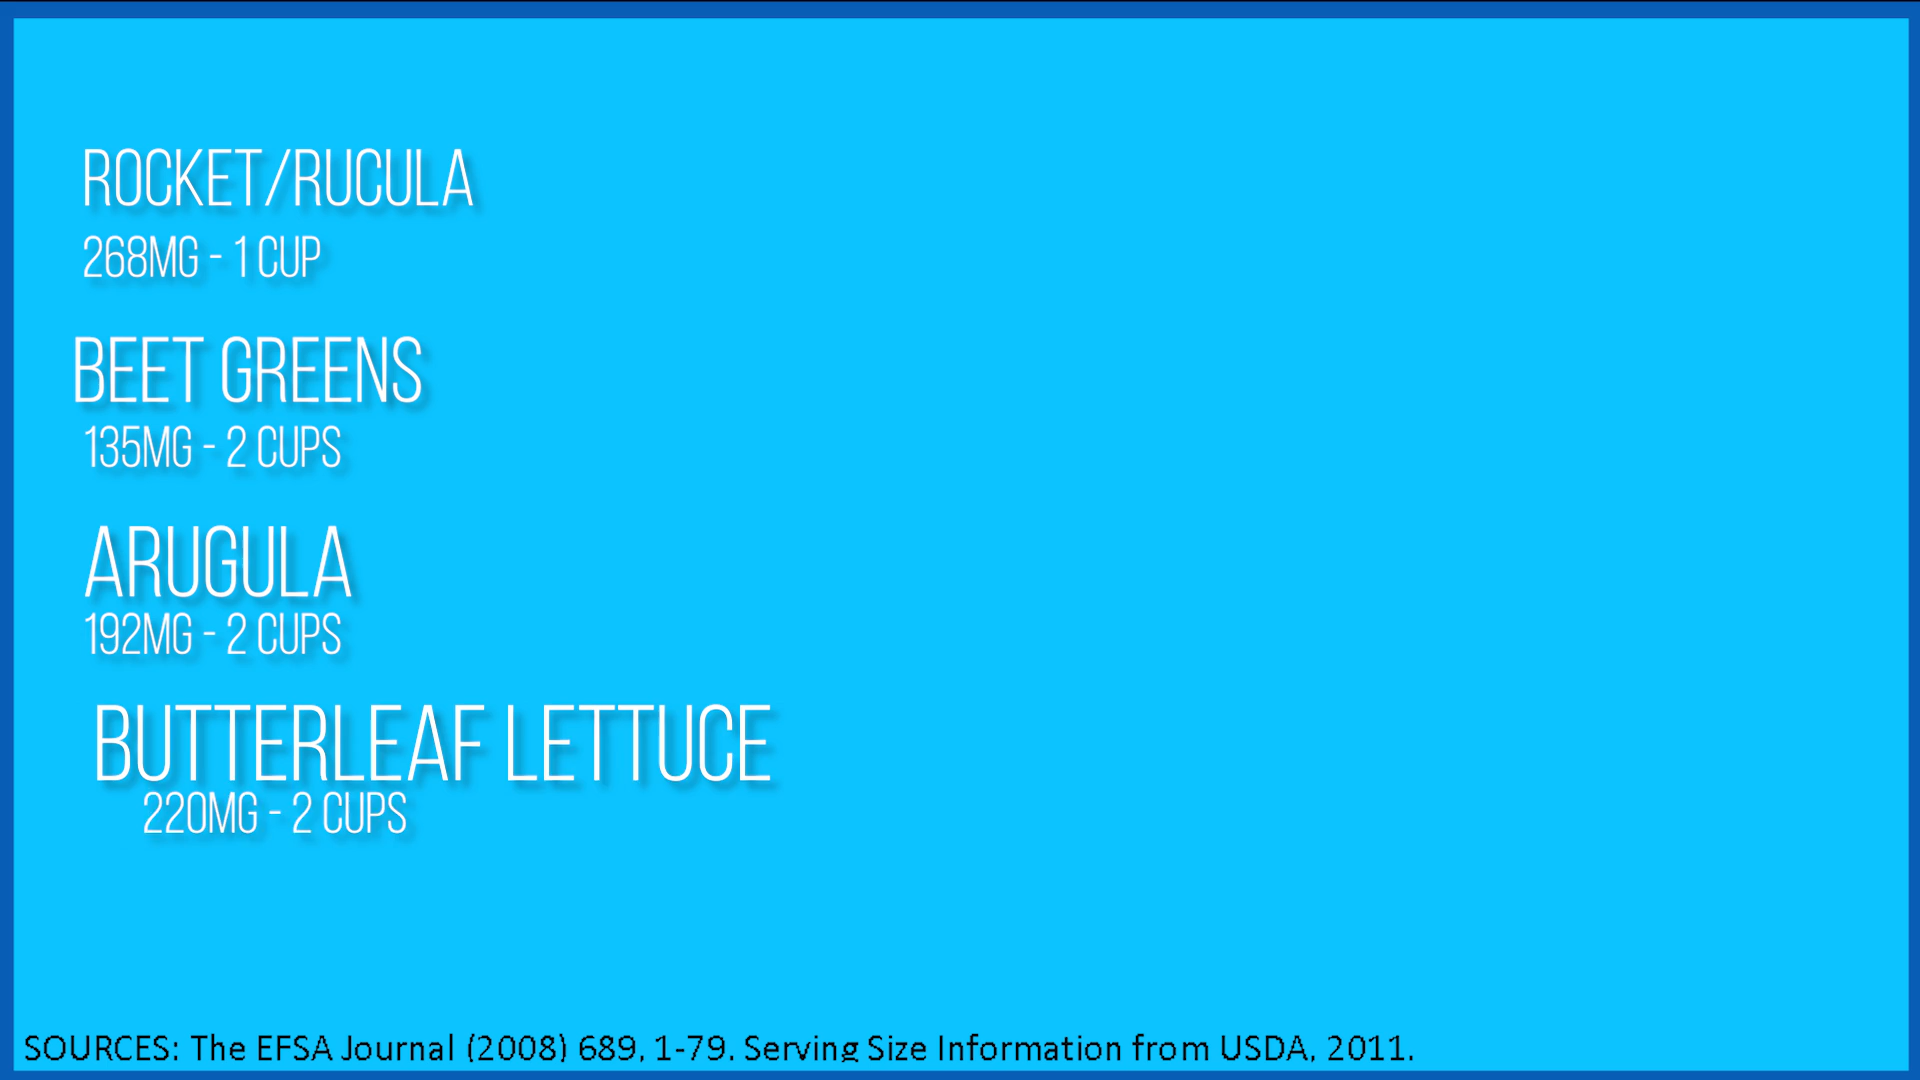 ROCKET/RUCULA
268MG - 1 CUP
BEET GREENS
135MG - 2 CUPS
ARUGULA
192MG - 2 CUPS
BUTTERLEAF LETTUCE
220MG - 2 CUPS
SOURCES: The EFSA Journal (2008) 689, 1-79. Serving Size Information from USDA, 2011.